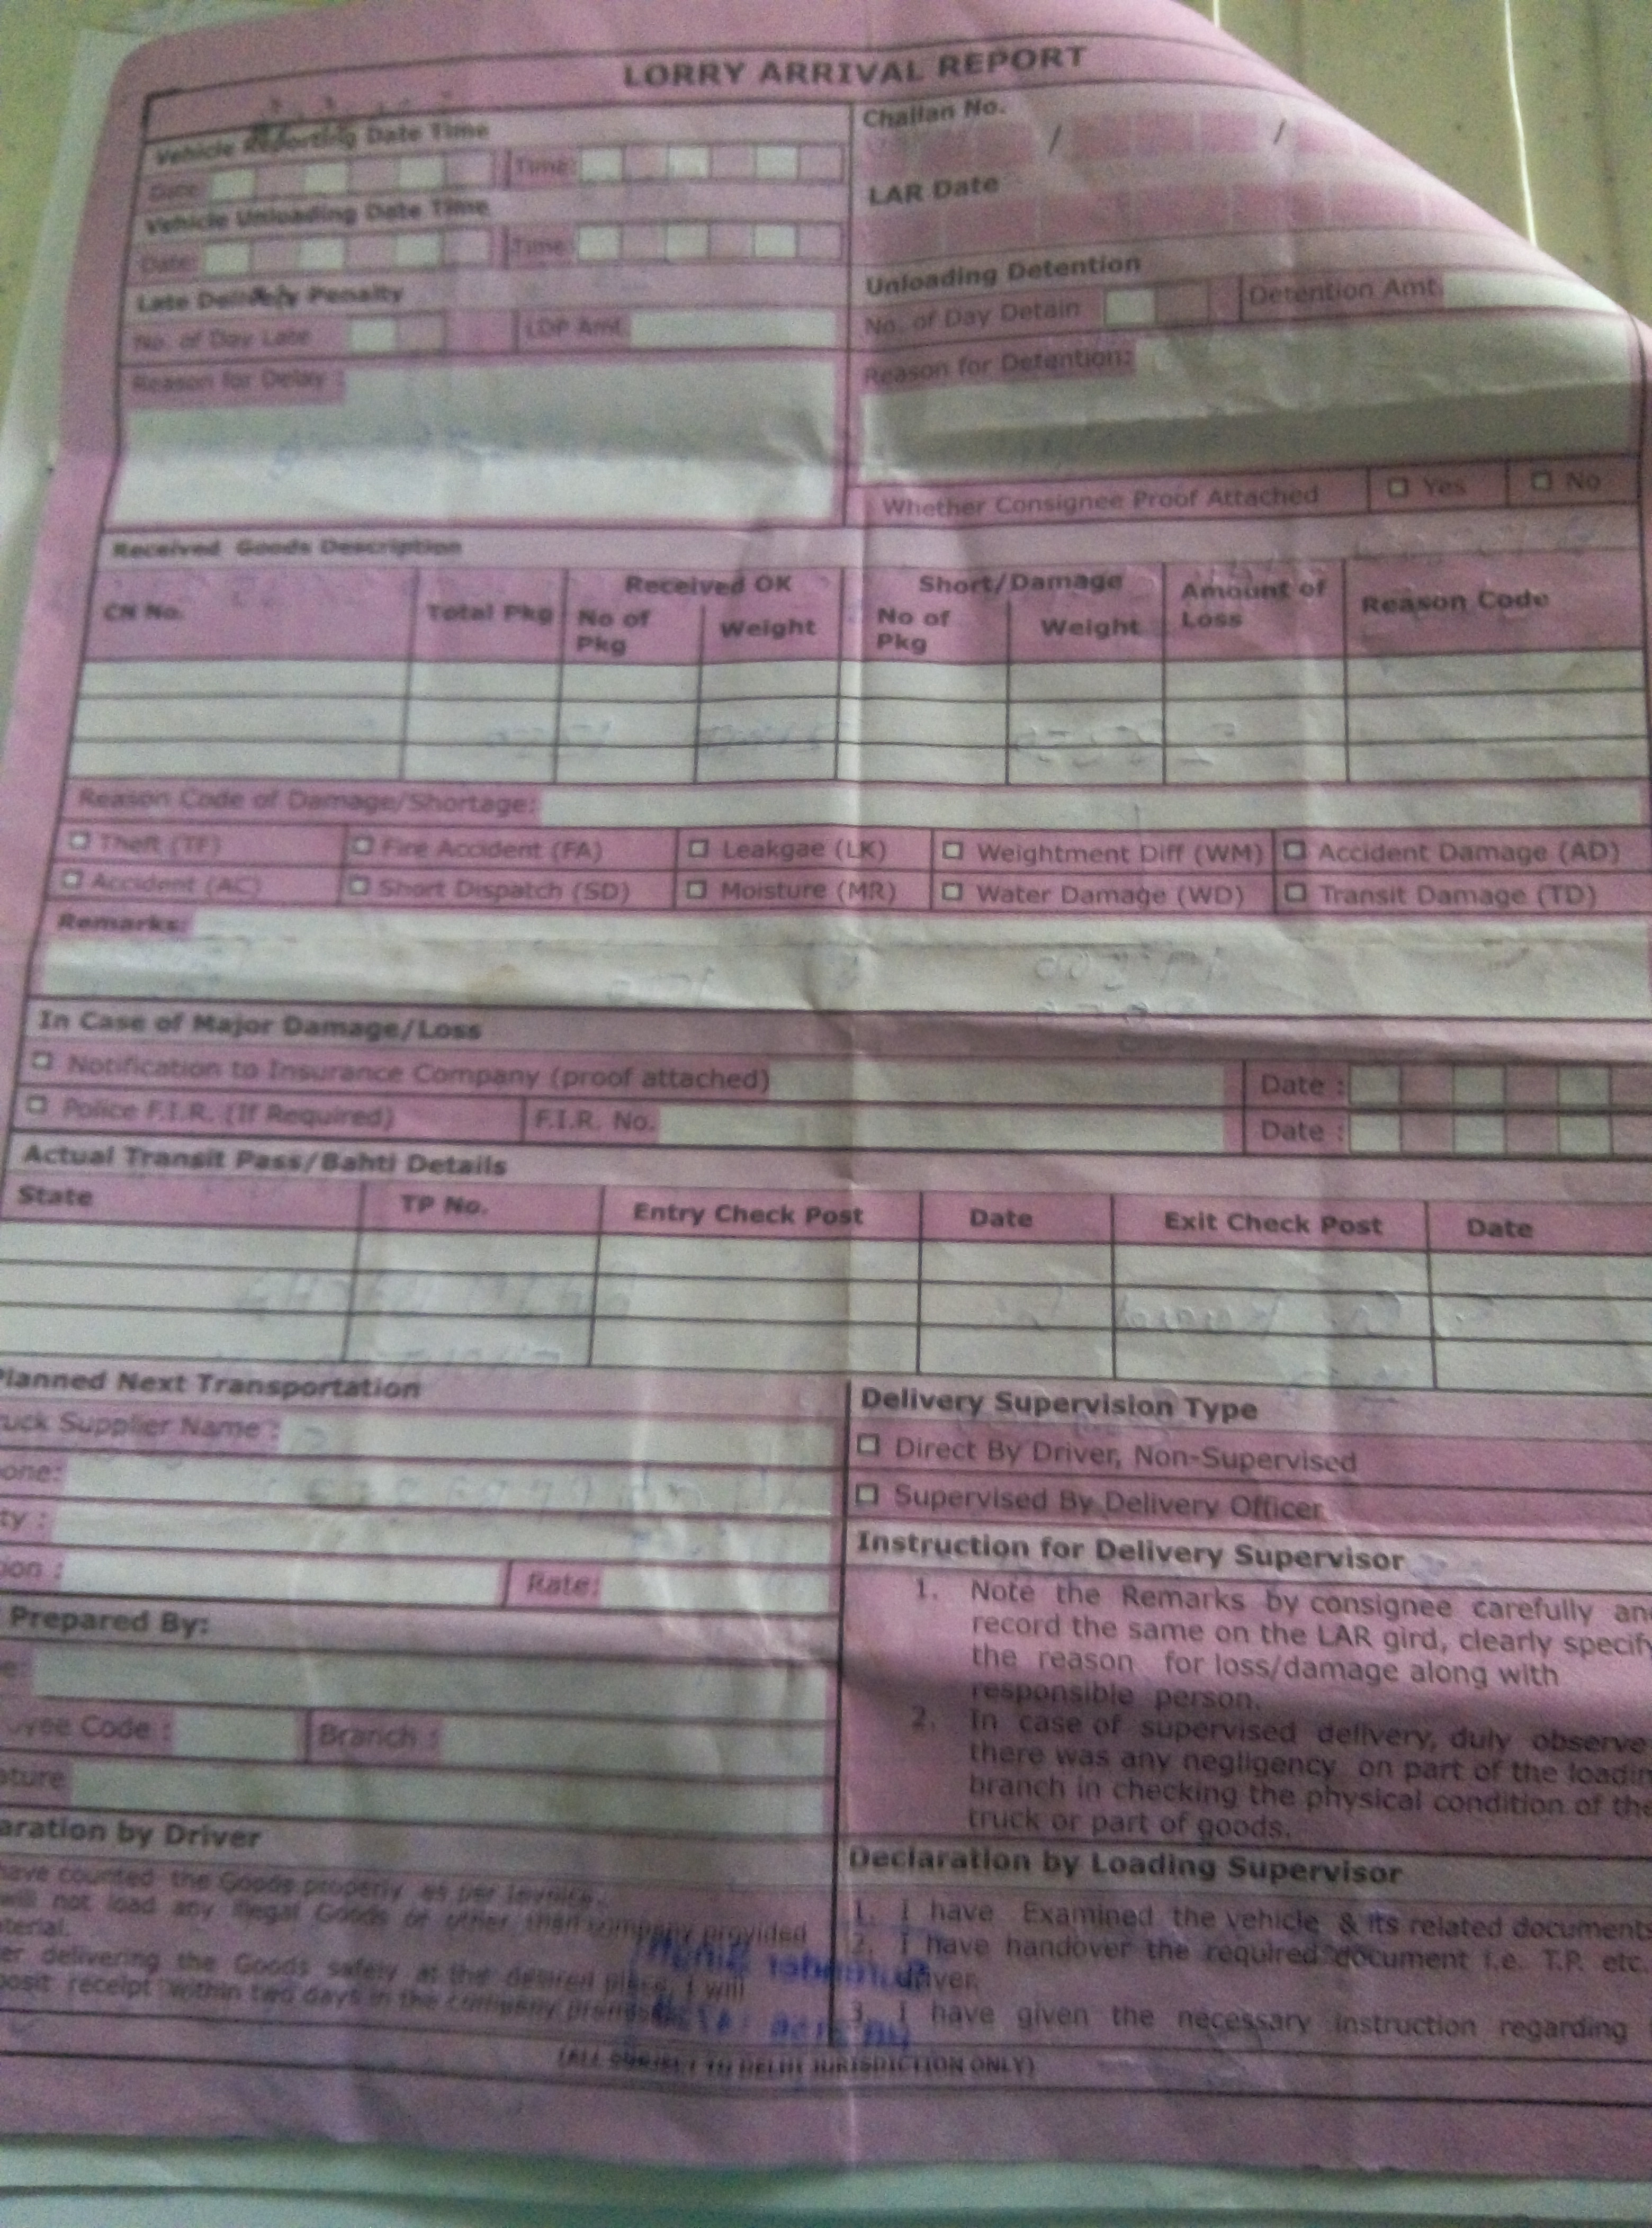 LORRY ARRIVAL REPORT
Vehicle Reporting Date Time
Date: Time:
Challan No.
/ /
Vehicle Unloading Date Time
Date: Time:
LAR Date
Late Delivery Penalty
No. of Day Late LDP Amt.
Unloading Detention
No. of Day Detain Detention Amt.
Reason for Delay :
Reason for Detention:
Whether Consignee Proof Attached Yes No
Received Goods Description
CN No. Total Pkg Received OK Short/Damage Amount of Loss Reason Code
No of Pkg Weight No of Pkg Weight
Reason Code of Damage/Shortage:
Theft (TF) Fire Accident (FA) Leakgae (LK) Weightment Diff (WM) Accident Damage (AD)
Accident (AC) Short Dispatch (SD) Moisture (MR) Water Damage (WD) Transit Damage (TD)
Remarks:
In Case of Major Damage/Loss
Notification to Insurance Company (proof attached) Date :
Police F.I.R. (If Required) F.I.R. No. Date :
Actual Transit Pass/Bahti Details
State TP No. Entry Check Post Date Exit Check Post Date
lanned Next Transportation
uck Supplier Name :
one:
ty :
ion : Rate:
Prepared By:
e:
yee Code : Branch :
ature
aration by Driver
have counted the Goods properly as per Invoice.
will not load any illegal Goods or other than company provided
terial.
er delivering the Goods safely at the desired place, I will
posit receipt within two days in the company
Delivery Supervision Type
Direct By Driver, Non-Supervised
Supervised By Delivery Officer
Instruction for Delivery Supervisor
1. Note the Remarks by consignee carefully an
record the same on the LAR gird, clearly specify
the reason for loss/damage along with
responsible person.
2. In case of supervised delivery, duly observe
there was any negligency on part of the loadin
branch in checking the physical condition of the
truck or part of goods.
Declaration by Loading Supervisor
1. I have Examined the vehicle & its related documents
2. I have handover the required document i.e. T.P. etc.
driver.
3. I have given the necessary instruction regarding
(ALL SUBJECT TO DELHI JURISDICTION ONLY)